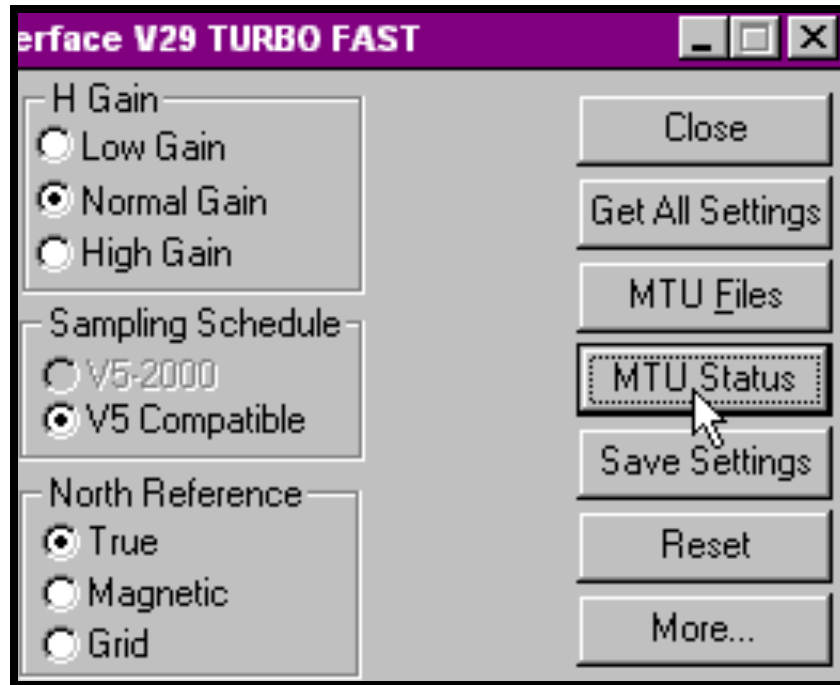 erface V29 TURBO FAST
H Gain
Low Gain
Normal Gain
High Gain
Sampling Schedule
V5-2000
V5 Compatible
North Reference
True
Magnetic
Grid
Close
Get All Settings
MTU Files
MTU Status
Save Settings
Reset
More...